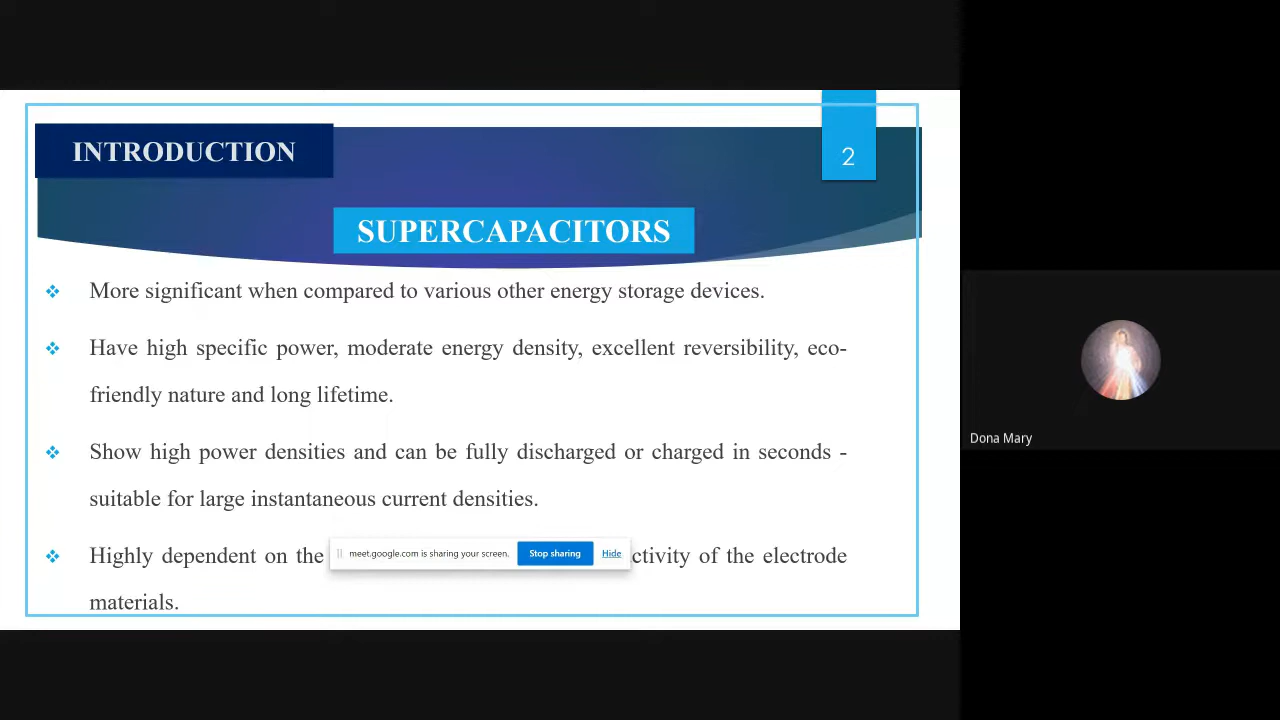 INTRODUCTION
2
SUPERCAPACITORS
More significant when compared to various other energy storage devices.
Have high specific power, moderate energy density, excellent reversibility, eco-
friendly nature and long lifetime.
Show high power densities and can be fully discharged or charged in seconds -
suitable for large instantaneous current densities.
Highly dependent on the
meet.google.com is sharing your screen. Stop sharing Hide
ctivity of the electrode
materials.
Dona Mary